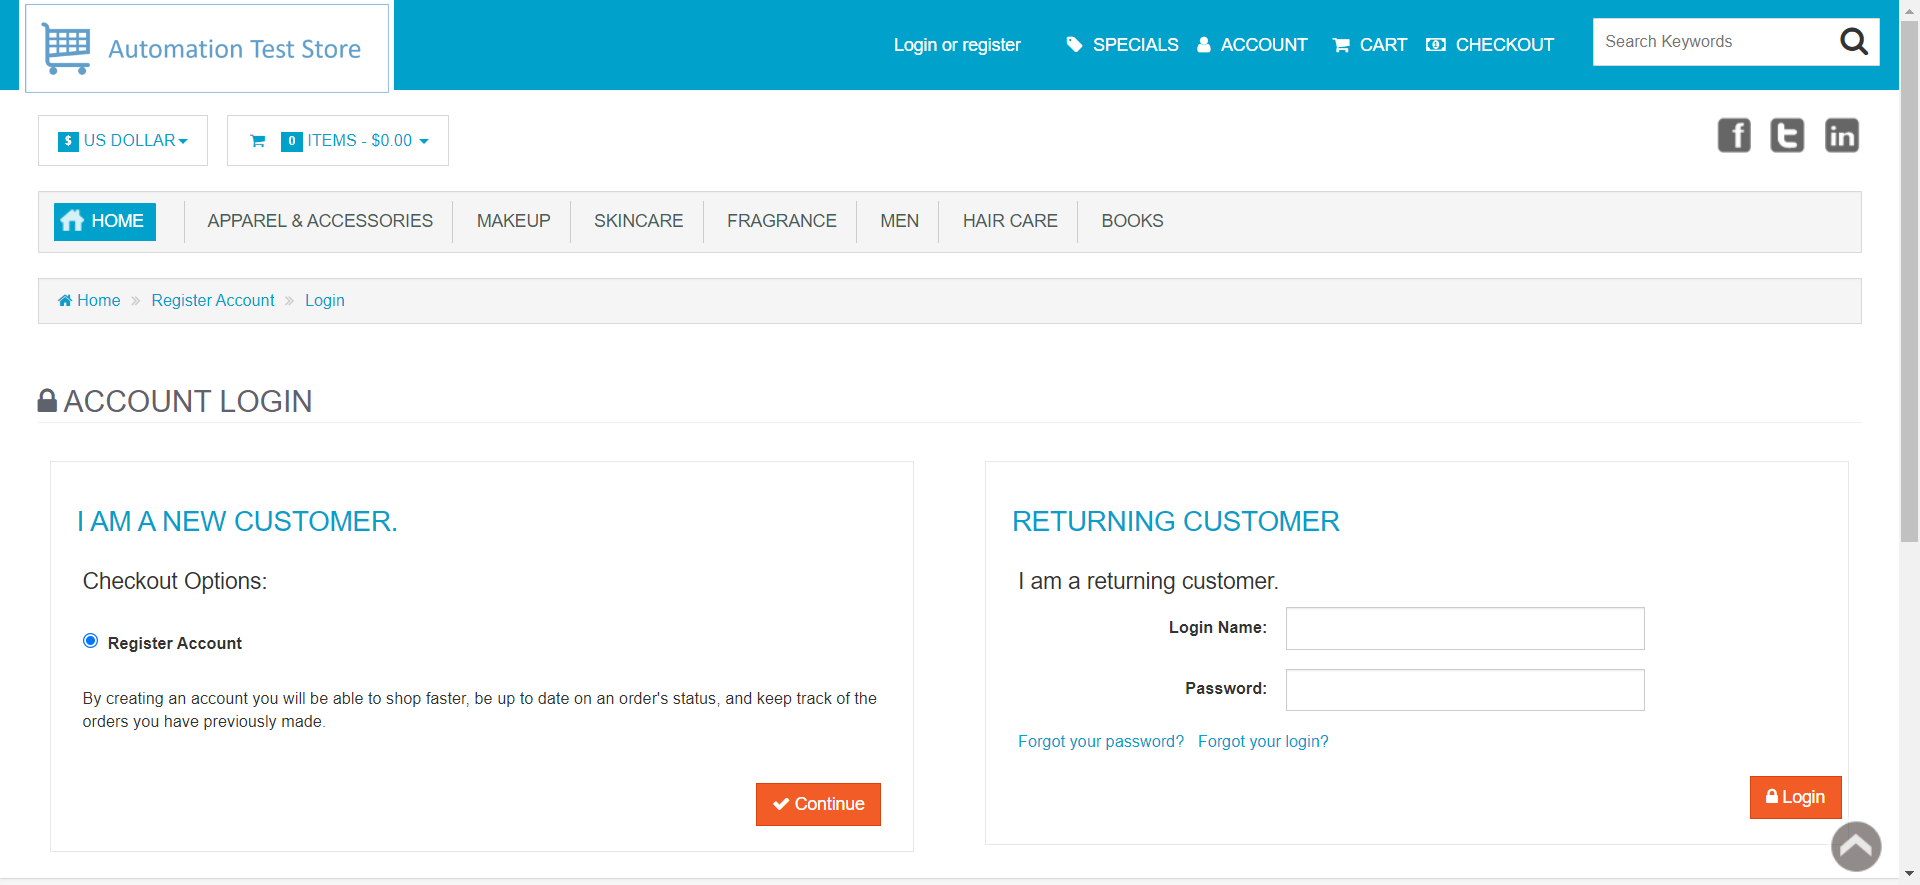 Automation Test Store
Login or register
SPECIALS
ACCOUNT
CART
CHECKOUT
Search Keywords
$ US DOLLAR
0 ITEMS - $0.00
HOME
APPAREL & ACCESSORIES
MAKEUP
SKINCARE
FRAGRANCE
MEN
HAIR CARE
BOOKS
Home » Register Account » Login
ACCOUNT LOGIN
I AM A NEW CUSTOMER.
Checkout Options:
Register Account
By creating an account you will be able to shop faster, be up to date on an order's status, and keep track of the
orders you have previously made.
Continue
RETURNING CUSTOMER
I am a returning customer.
Login Name:
Password:
Forgot your password? Forgot your login?
Login